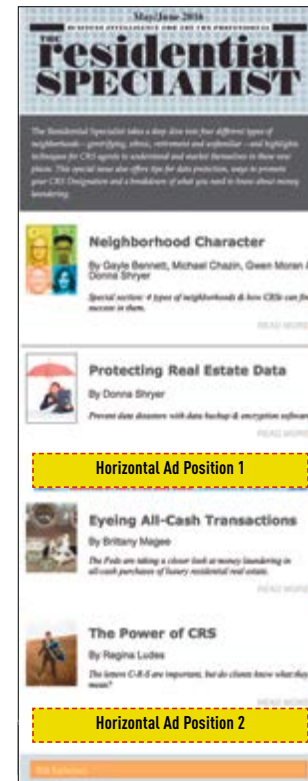 May/June 2016
BUSINESS INTELLIGENCE FOR THE CRS PROFESSIONAL
THE
residential
SPECIALIST
The Residential Specialist takes a deep dive into four different types of
neighborhoods – gentrifying, ethnic, retirement and and highlights
techniques for CRS agents to understand and market themselves in these new
places. This special issue also offers tips for data protection, ways to promote
your CRS Designation and a breakdown of what you need to know about money
laundering.
Neighborhood Character
By Gayle Bennett, Michael Chazin, Gwen Moran &
Donna Shryer
Special section: 4 types of neighborhoods & how CRSs can find
success in them.
READ MORE
Protecting Real Estate Data
By Donna Shryer
Prevent data disasters with data backup & encryption software
READ MORE
Horizontal Ad Position 1
Eyeing All-Cash Transactions
By Brittany Magee
The Feds are taking a closer look at money laundering in
all-cash purchases of luxury residential real estate.
READ MORE
The Power of CRS
By Regina Ludes
The letters C-R-S are important, but do clients know what they
mean?
READ MORE
Horizontal Ad Position 2